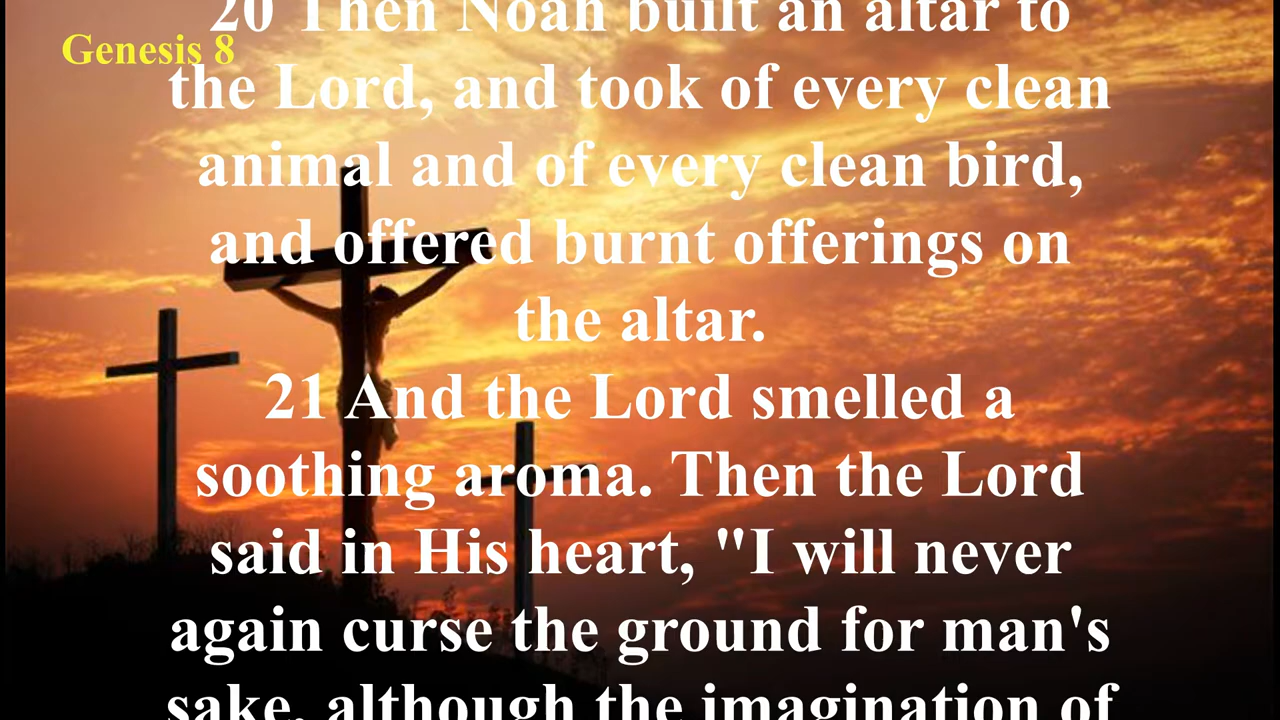 20 Then Noah built an altar to
Genesis 8
the Lord, and took of every clean
animal and of every clean bird,
and offered burnt offerings on
the altar.
21 And the Lord smelled a
soothing aroma. Then the Lord
said in His heart, "I will never
again curse the ground for man's
sake, although the imagination of